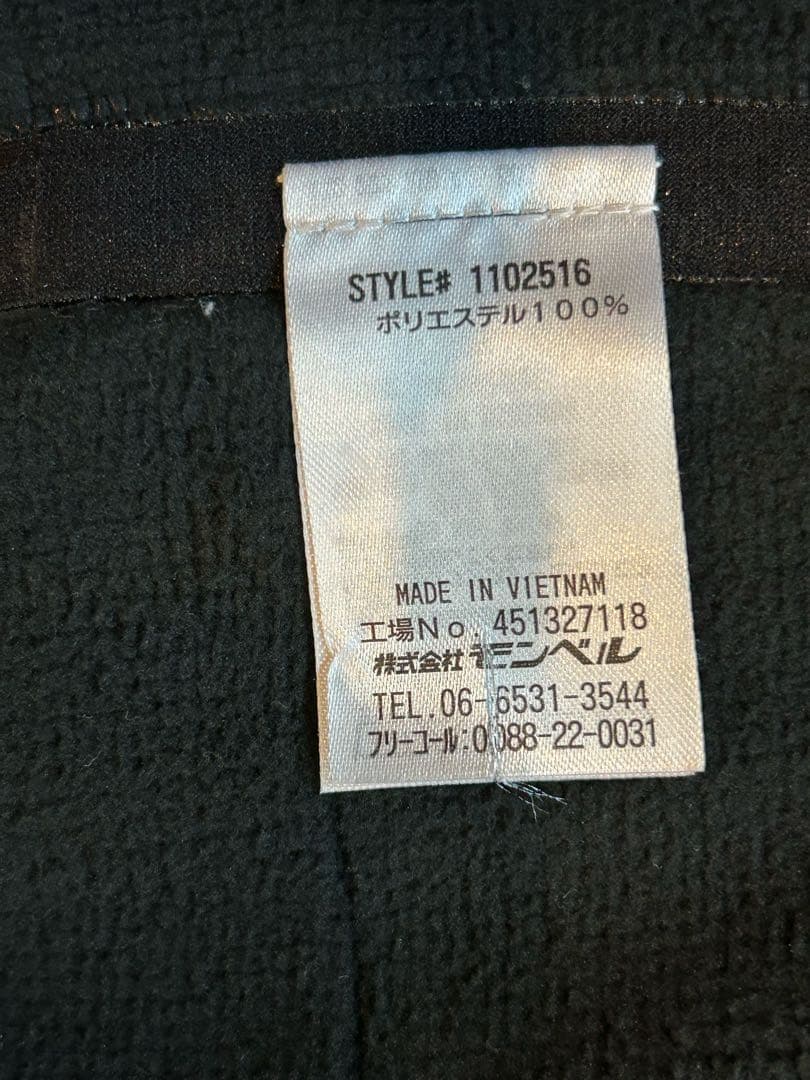 STYLE# 1102516
ポリエステル100%
MADE IN VIETNAM
工場No. 451327118
株式会社モンベル
TEL.06-6531-3544
フリーコール:0088-22-0031